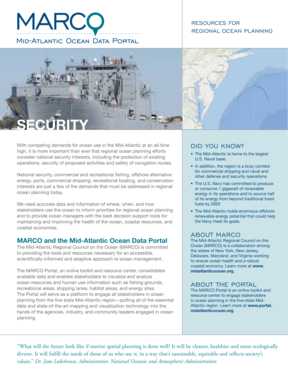 MARCO
Mid-Atlantic Ocean Data Portal
RESOURCES FOR
REGIONAL OCEAN PLANNING
SECURITY
With competing demands for ocean use in the Mid-Atlantic at an all-time
high, it is more important than ever that regional ocean planning efforts
consider national security interests, including the protection of existing
operations, security of proposed activities and safety of navigation routes.
National security, commercial and recreational fishing, offshore alternative
energy, ports, commercial shipping, recreational boating, and conservation
interests are just a few of the demands that must be addressed in regional
ocean planning today.
We need accurate data and information of where, when, and how
stakeholders use the ocean to inform priorities for regional ocean planning
and to provide ocean managers with the best decision support tools for
maintaining and improving the health of the ocean, coastal resources, and
coastal economies.
MARCO and the Mid-Atlantic Ocean Data Portal
The Mid-Atlantic Regional Council on the Ocean (MARCO) is committed
to providing the tools and resources necessary for an accessible,
scientifically-informed and adaptive approach to ocean management.
The MARCO Portal, an online toolkit and resource center, consolidates
available data and enables stakeholders to visualize and analyze
ocean resources and human use information such as fishing grounds,
recreational areas, shipping lanes, habitat areas, and energy sites.
The Portal will serve as a platform to engage all stakeholders in ocean
planning from the five-state Mid-Atlantic region—putting all of the essential
data and state-of-the-art mapping and visualization technology into the
hands of the agencies, industry, and community leaders engaged in ocean
planning.
DID YOU KNOW?
• The Mid-Atlantic is home to the largest
U.S. Naval base.
• In addition, the region is a busy corridor
for commercial shipping and naval and
other defense and security operations.
• The U.S. Navy has committed to produce
or consume 1 gigawatt of renewable
energy in its operations and to source half
of its energy from beyond traditional fossil
fuels by 2020.
• The Mid-Atlantic holds enormous offshore
renewable energy potential that could help
the Navy meet its goals.
ABOUT MARCO
The Mid-Atlantic Regional Council on the
Ocean (MARCO) is a collaboration among
the states of New York, New Jersey,
Delaware, Maryland, and Virginia working
to ensure ocean health and a robust
coastal economy. Learn more at www.
midatlanticocean.org.
ABOUT THE PORTAL
The MARCO Portal is an online toolkit and
resource center to engage stakeholders
in ocean planning in the five-state Mid-
Atlantic region. Learn more at www.portal.
midatlanticocean.org.
"What will the future look like if marine spatial planning is done well? It will be cleaner, healthier and more ecologically
diverse. It will fulfill the needs of those of us who use it in a way that's sustainable, equitable and reflects society's
values." Dr. Jane Lubchenco, Administrator, National Oceanic and Atmospheric Administration